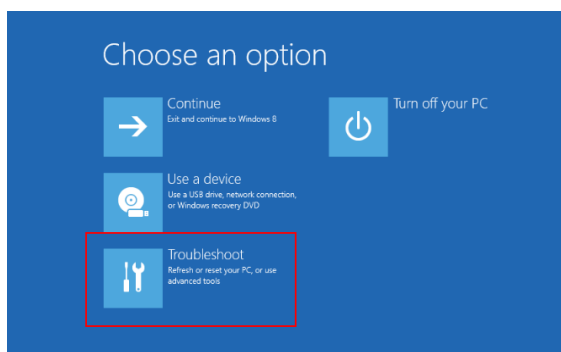 Choose an option
Continue
Exit and continue to Windows 8
Turn off your PC
Use a device
Use a USB drive, network connection,
or Windows recovery DVD
Troubleshoot
Refresh or reset your PC, or use
advanced tools